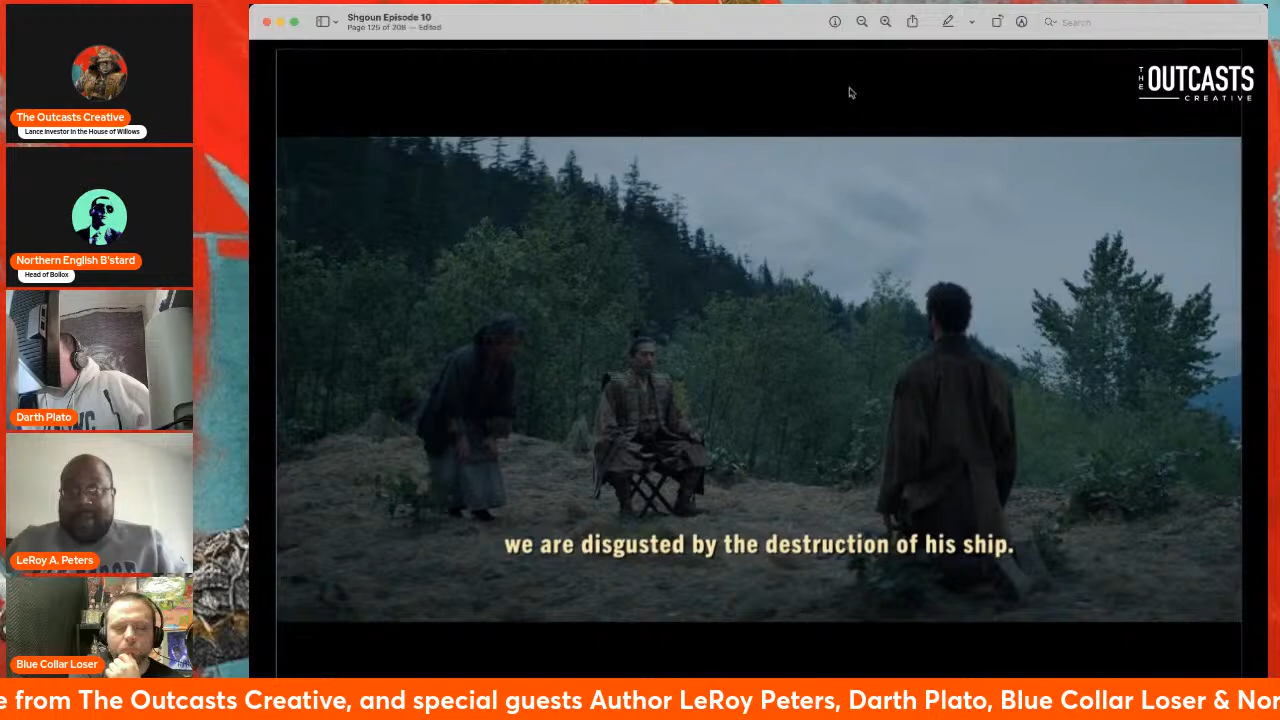 The Outcasts Creative
Lance Investor in the House of Willows
Northern English B'stard
Head of Bollox
Darth Plato
LeRoy A. Peters
Blue Collar Loser
Shgoun Episode 10
Page 125 of 208 — Edited
Search
THE OUTCASTS
CREATIVE
we are disgusted by the destruction of his ship.
e from The Outcasts Creative, and special guests Author LeRoy Peters, Darth Plato, Blue Collar Loser & Nor